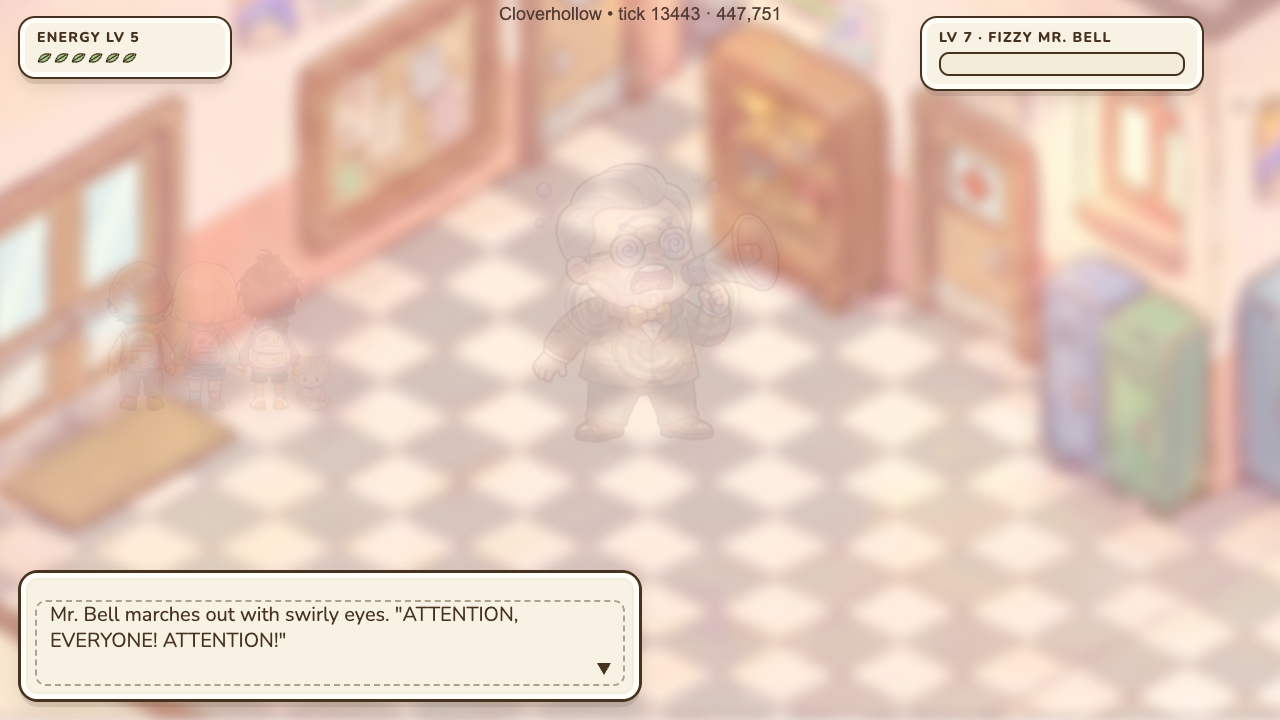 Cloverhollow • tick 13443 · 447,751
ENERGY LV 5
LV 7 · FIZZY MR. BELL
Mr. Bell marches out with swirly eyes. "ATTENTION,
EVERYONE! ATTENTION!"